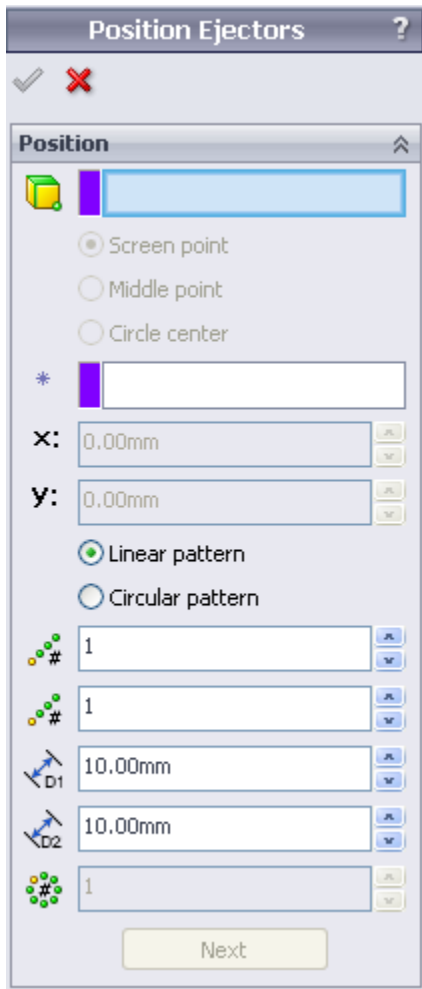 Position Ejectors ?
Position
Screen point
Middle point
Circle center
*
x: 0.00mm
y: 0.00mm
Linear pattern
Circular pattern
# 1
# 1
D1 10.00mm
D2 10.00mm
# 1
Next